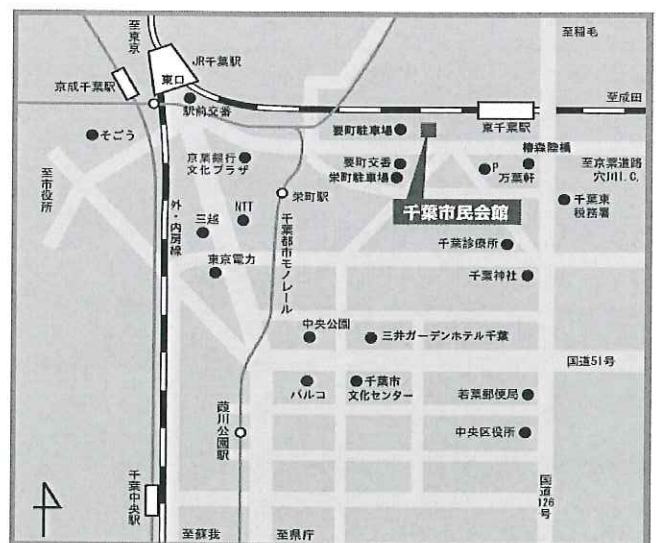 至東京
JR千葉駅
東口
京成千葉駅
駅前交番
至稲毛
至成田
東千葉駅
そごう
要町駐車場
椿森陸橋
京葉銀行
文化プラザ
要町交番
栄町駐車場
P
万葉軒
至京葉道路
穴川I.C.
至市役所
栄町駅
千葉市民会館
千葉東
税務署
外・内房線
NTT
三越
千葉都市モノレール
千葉診療所
東京電力
千葉神社
中央公園
三井ガーデンホテル千葉
国道51号
パルコ
千葉市
文化センター
若葉郵便局
葭川公園駅
中央区役所
千葉中央駅
国道126号
至蘇我
至県庁